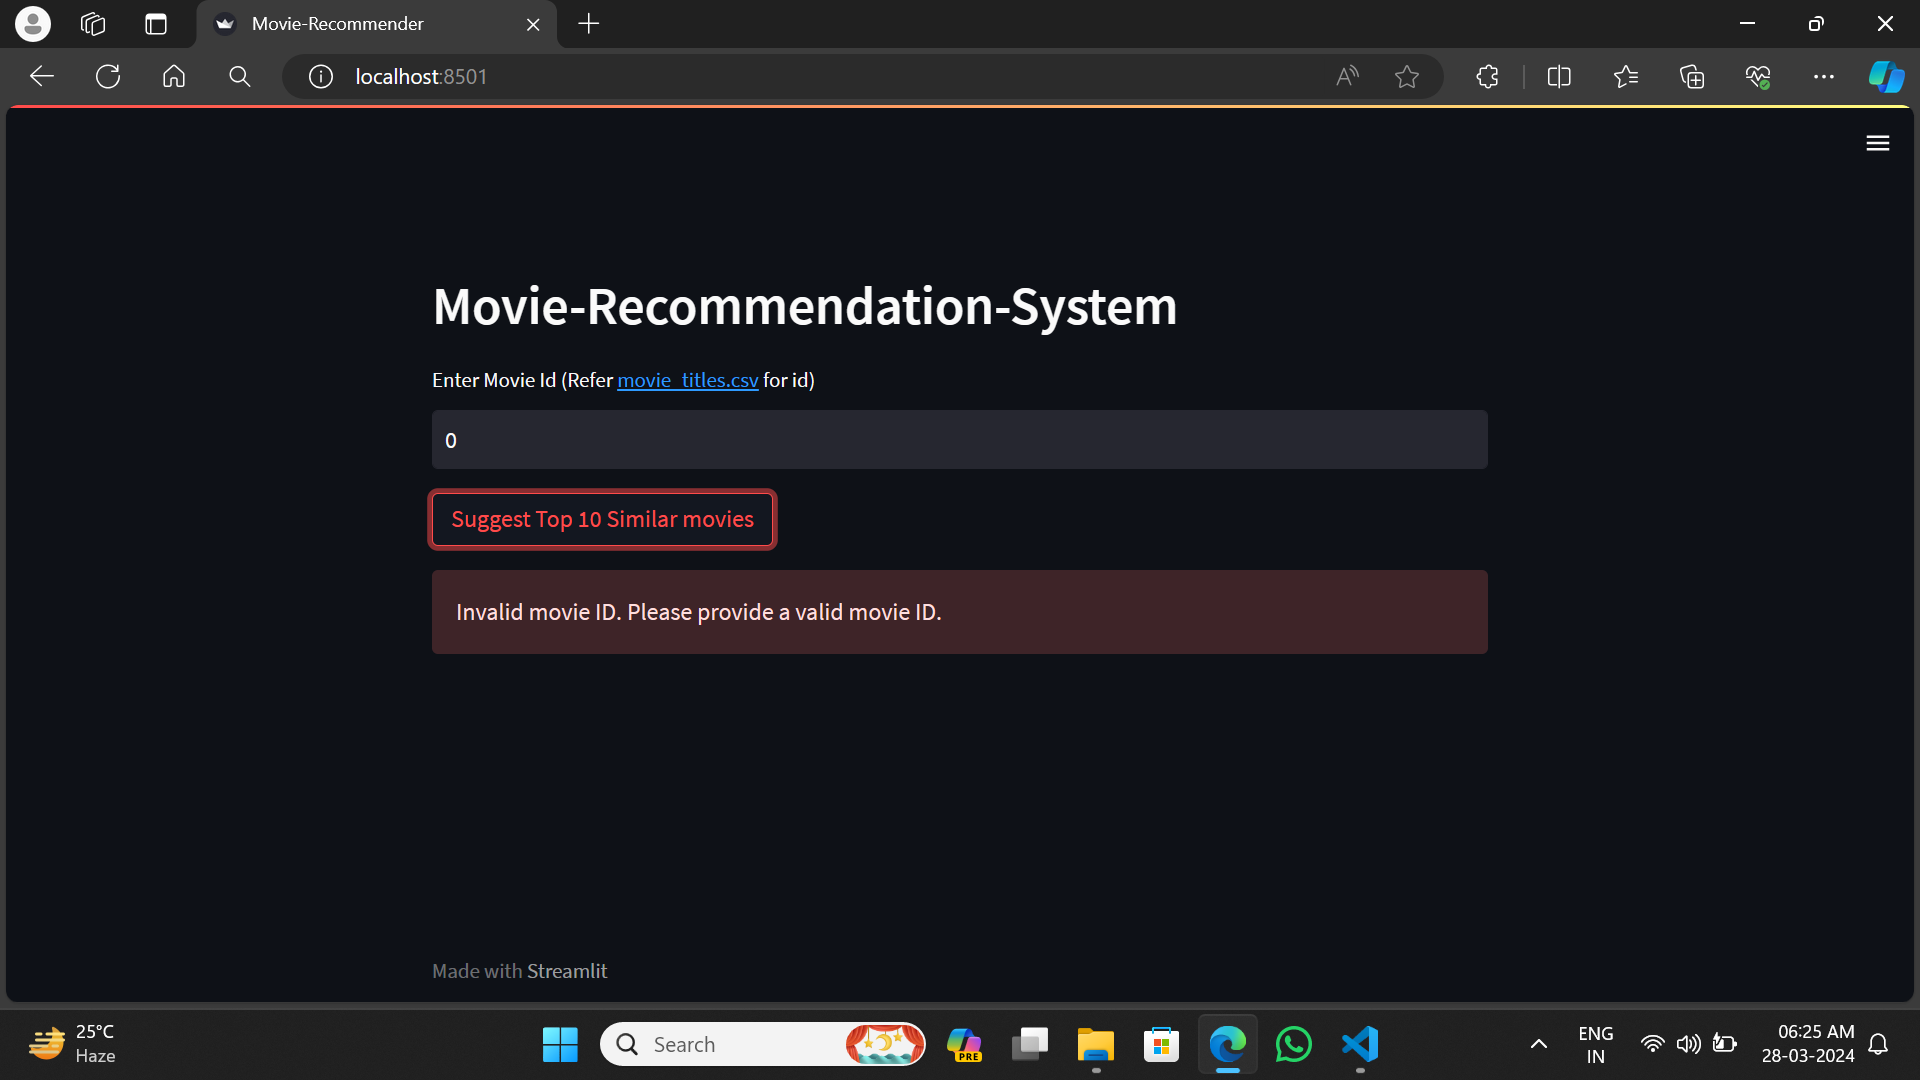 Movie-Recommender
localhost:8501
Movie-Recommendation-System
Enter Movie Id (Refer movie_titles.csv for id)
0
Suggest Top 10 Similar movies
Invalid movie ID. Please provide a valid movie ID.
Made with Streamlit
25°C
Haze
Search
PRE
ENG
IN
06:25 AM
28-03-2024